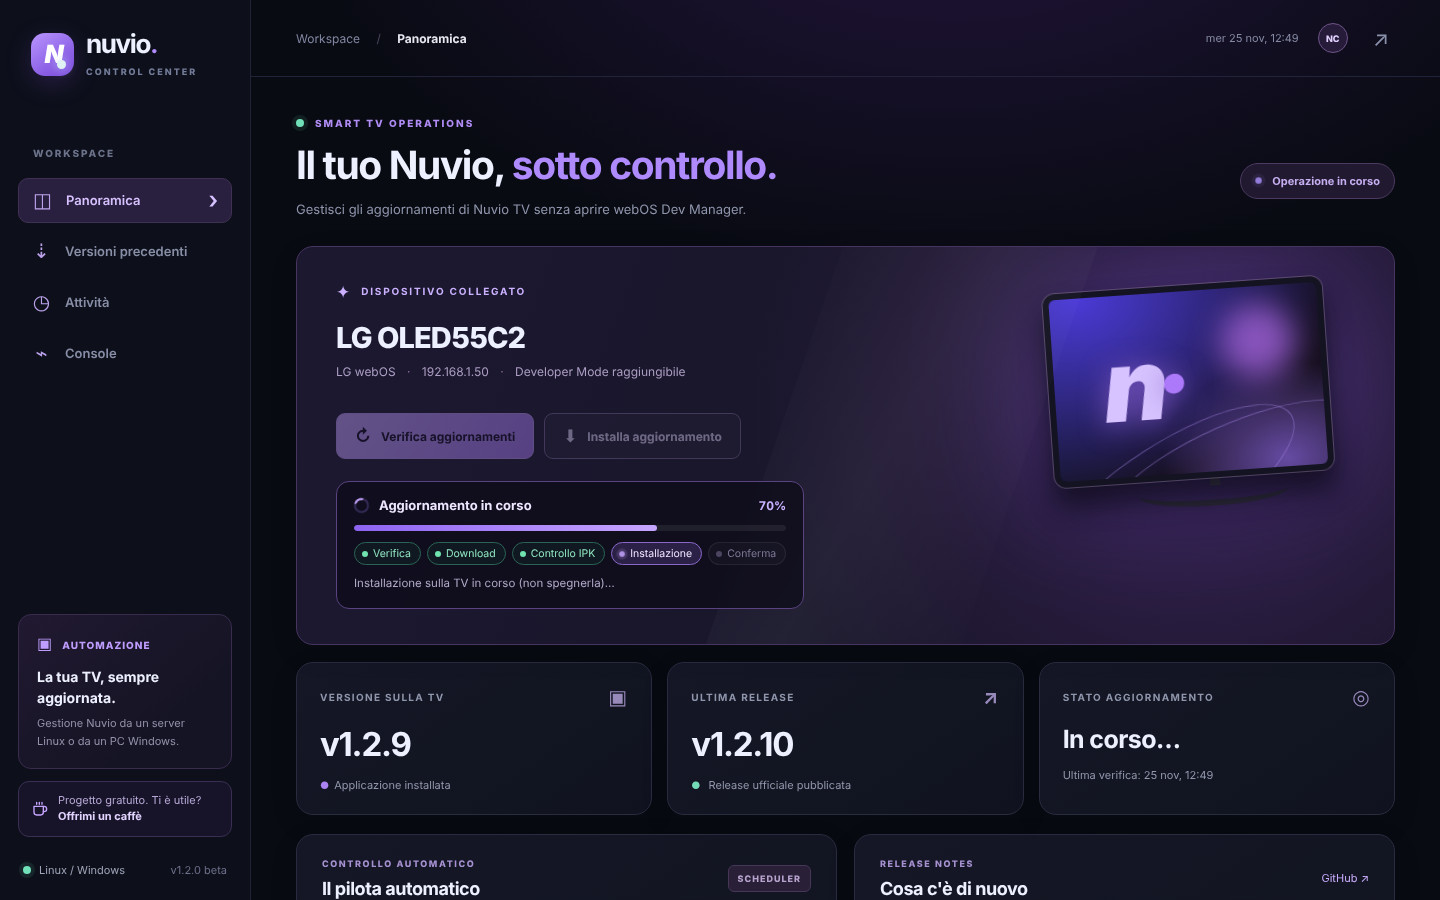 nuvio.
CONTROL CENTER
WORKSPACE
Panoramica
Versioni precedenti
Attività
Console
AUTOMAZIONE
La tua TV, sempre
aggiornata.
Gestione Nuvio da un server
Linux o da un PC Windows.
Progetto gratuito. Ti è utile?
Offrimi un caffè
Linux / Windows v1.2.0 beta
Workspace / Panoramica
mer 25 nov, 12:49 NC
SMART TV OPERATIONS
Il tuo Nuvio, sotto controllo.
Gestisci gli aggiornamenti di Nuvio TV senza aprire webOS Dev Manager.
Operazione in corso
DISPOSITIVO COLLEGATO
LG OLED55C2
LG webOS · 192.168.1.50 · Developer Mode raggiungibile
Verifica aggiornamenti
Installa aggiornamento
Aggiornamento in corso 70%
Verifica Download Controllo IPK Installazione Conferma
Installazione sulla TV in corso (non spegnerla)...
n
VERSIONE SULLA TV
v1.2.9
Applicazione installata
ULTIMA RELEASE
v1.2.10
Release ufficiale pubblicata
STATO AGGIORNAMENTO
In corso...
Ultima verifica: 25 nov, 12:49
CONTROLLO AUTOMATICO
Il pilota automatico
SCHEDULER
RELEASE NOTES
Cosa c'è di nuovo
GitHub ↗